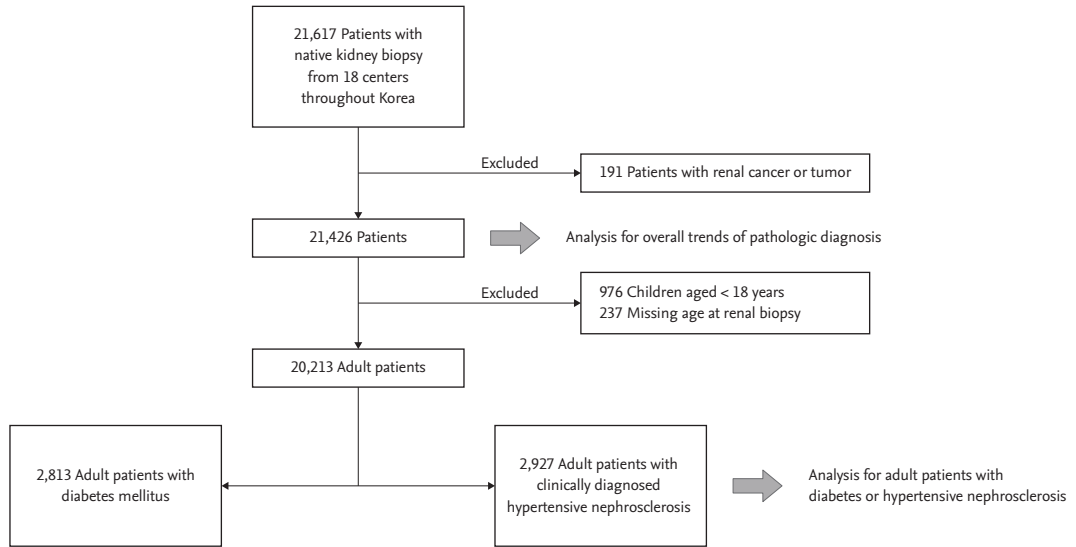 21,617 Patients with
native kidney biopsy
from 18 centers
throughout Korea
Excluded
191 Patients with renal cancer or tumor
21,426 Patients
Analysis for overall trends of pathologic diagnosis
Excluded
976 Children aged < 18 years
237 Missing age at renal biopsy
20,213 Adult patients
2,813 Adult patients with
diabetes mellitus
2,927 Adult patients with
clinically diagnosed
hypertensive nephrosclerosis
Analysis for adult patients with
diabetes or hypertensive nephrosclerosis